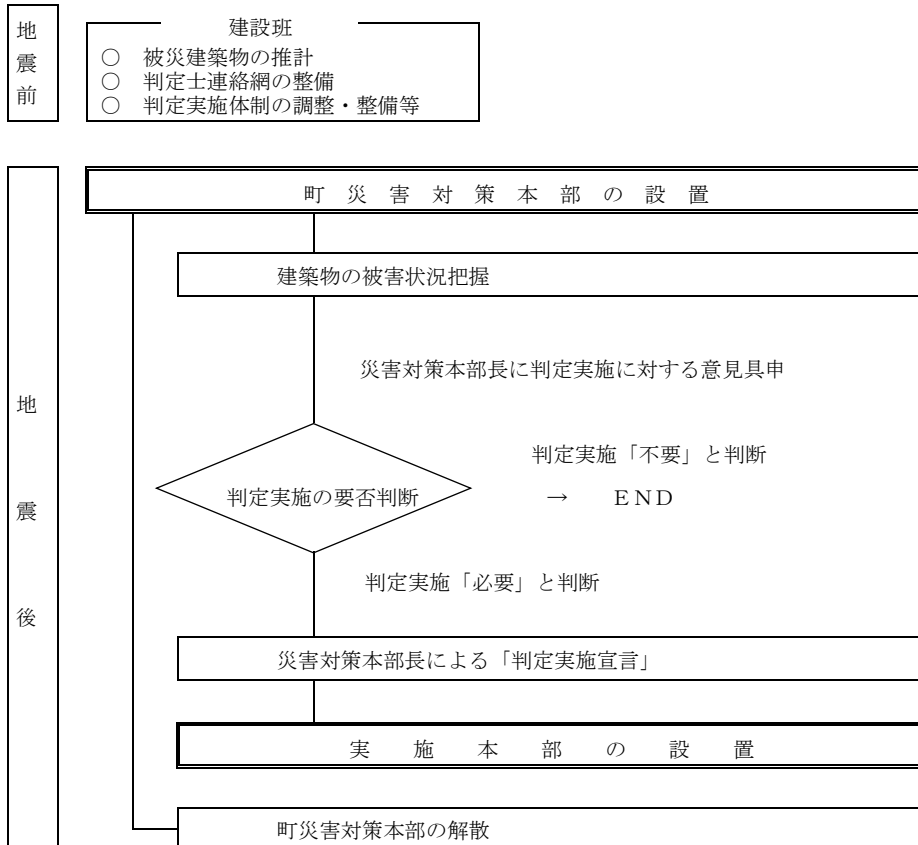 地震前
建設班
○ 被災建築物の推計
○ 判定士連絡網の整備
○ 判定実施体制の調整・整備等
地震後
町災害対策本部の設置
建築物の被害状況把握
災害対策本部長に判定実施に対する意見具申
判定実施「不要」と判断
判定実施の要否判断
→ END
判定実施「必要」と判断
災害対策本部長による「判定実施宣言」
実施本部の設置
町災害対策本部の解散